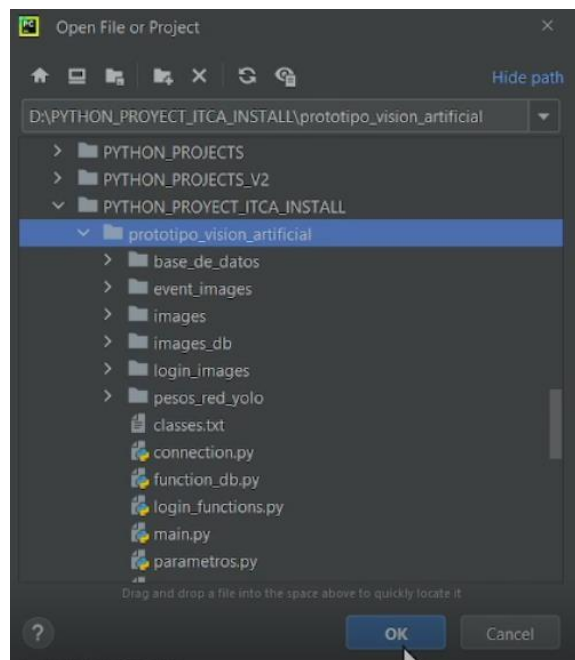 PC
Open File or Project
Hide path
D:\PYTHON_PROYECT_ITCA_INSTALL\prototipo_vision_artificial
PYTHON_PROJECTS
PYTHON_PROJECTS_V2
PYTHON_PROYECT_ITCA_INSTALL
prototipo_vision_artificial
base_de_datos
event_images
images
images_db
login_images
pesos_red_yolo
classes.txt
connection.py
function_db.py
login_functions.py
main.py
parametros.py
Drag and drop a file into the space above to quickly locate it
? OK Cancel